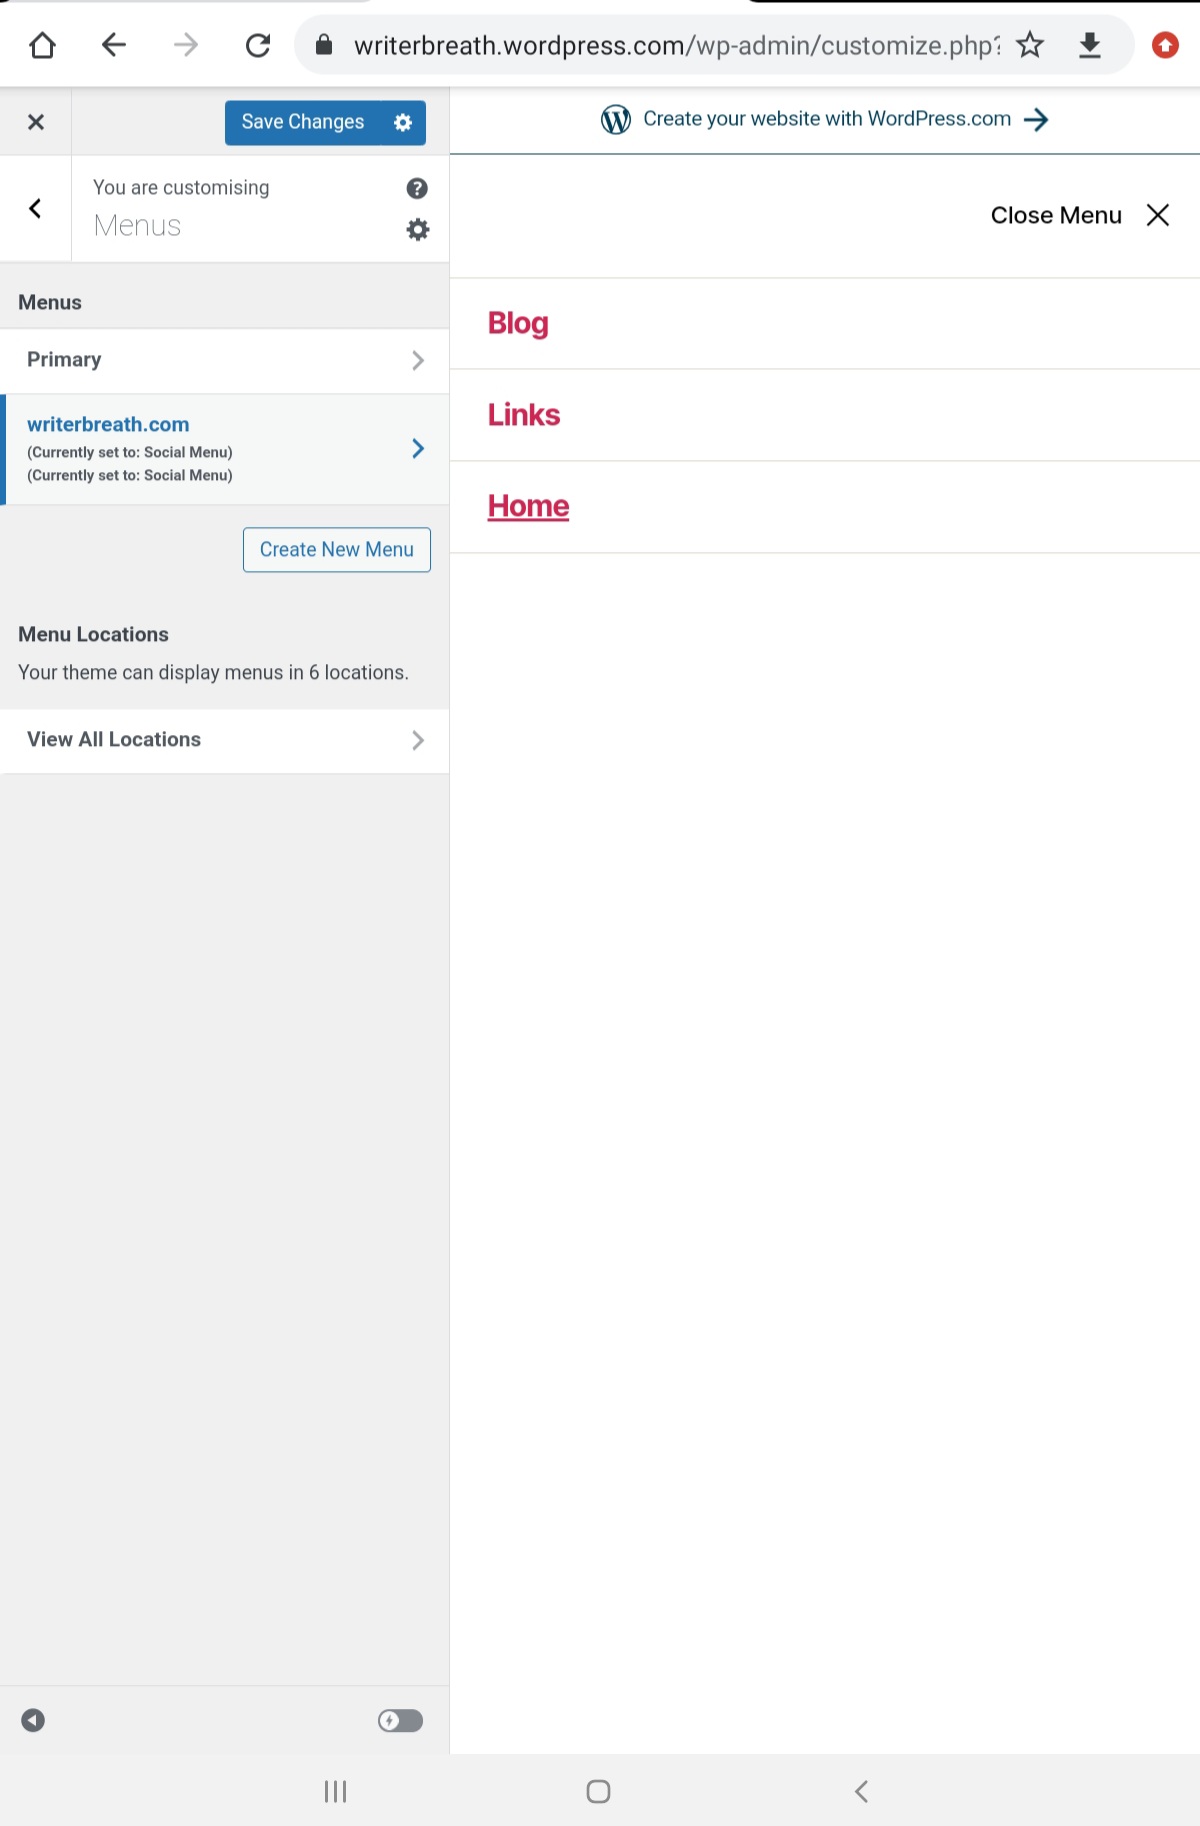 writerbreath.wordpress.com/wp-admin/customize.php?
Save Changes
Create your website with WordPress.com
You are customising
Menus
Close Menu
Menus
Primary
writerbreath.com
(Currently set to: Social Menu)
(Currently set to: Social Menu)
Create New Menu
Menu Locations
Your theme can display menus in 6 locations.
View All Locations
Blog
Links
Home